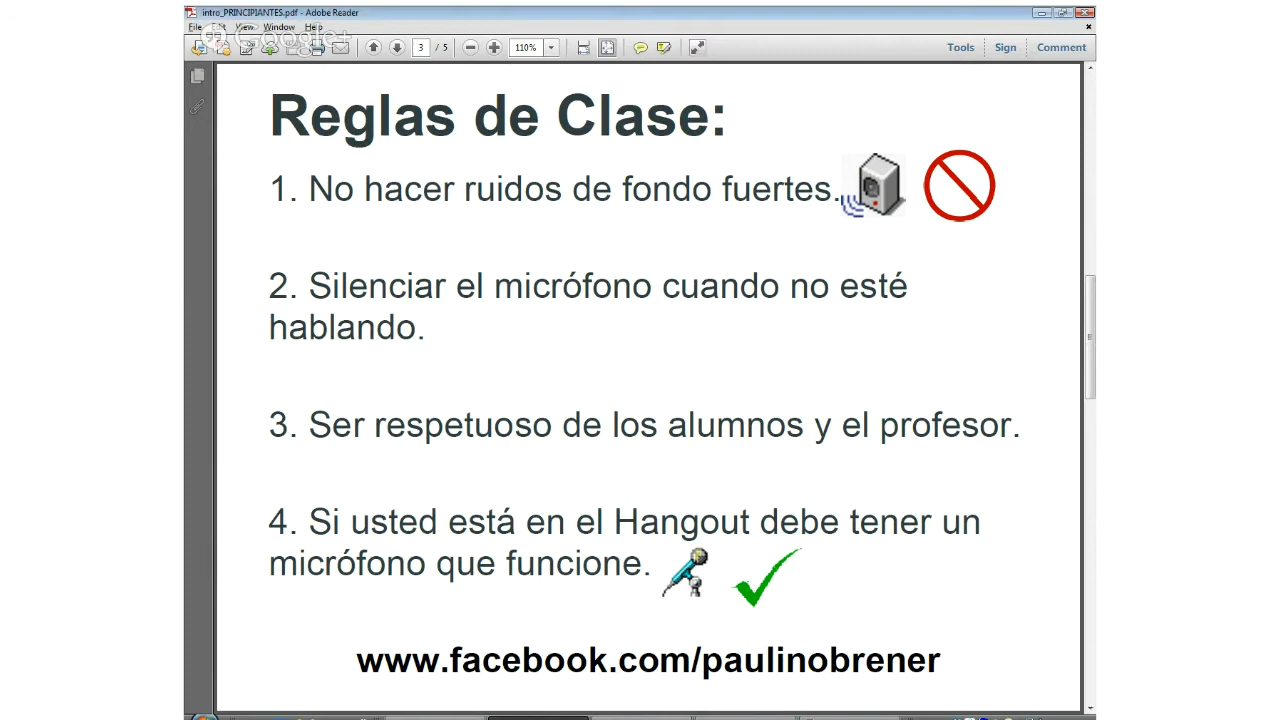 intro_PRINCIPIANTES.pdf - Adobe Reader
File Edit View Window Help
Google+
3 / 5 110% Tools Sign Comment
Reglas de Clase:
1. No hacer ruidos de fondo fuertes.
2. Silenciar el micrófono cuando no esté
hablando.
3. Ser respetuoso de los alumnos y el profesor.
4. Si usted está en el Hangout debe tener un
micrófono que funcione.
www.facebook.com/paulinobrener